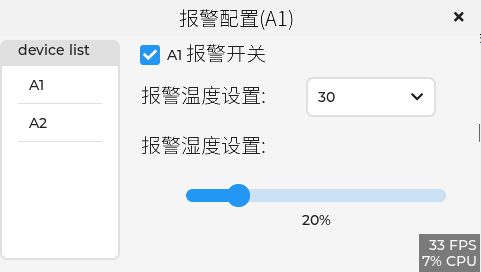 报警配置(A1)
device list
A1
A2
A1 报警开关
报警温度设置:
30
报警湿度设置:
20%
33 FPS
7% CPU